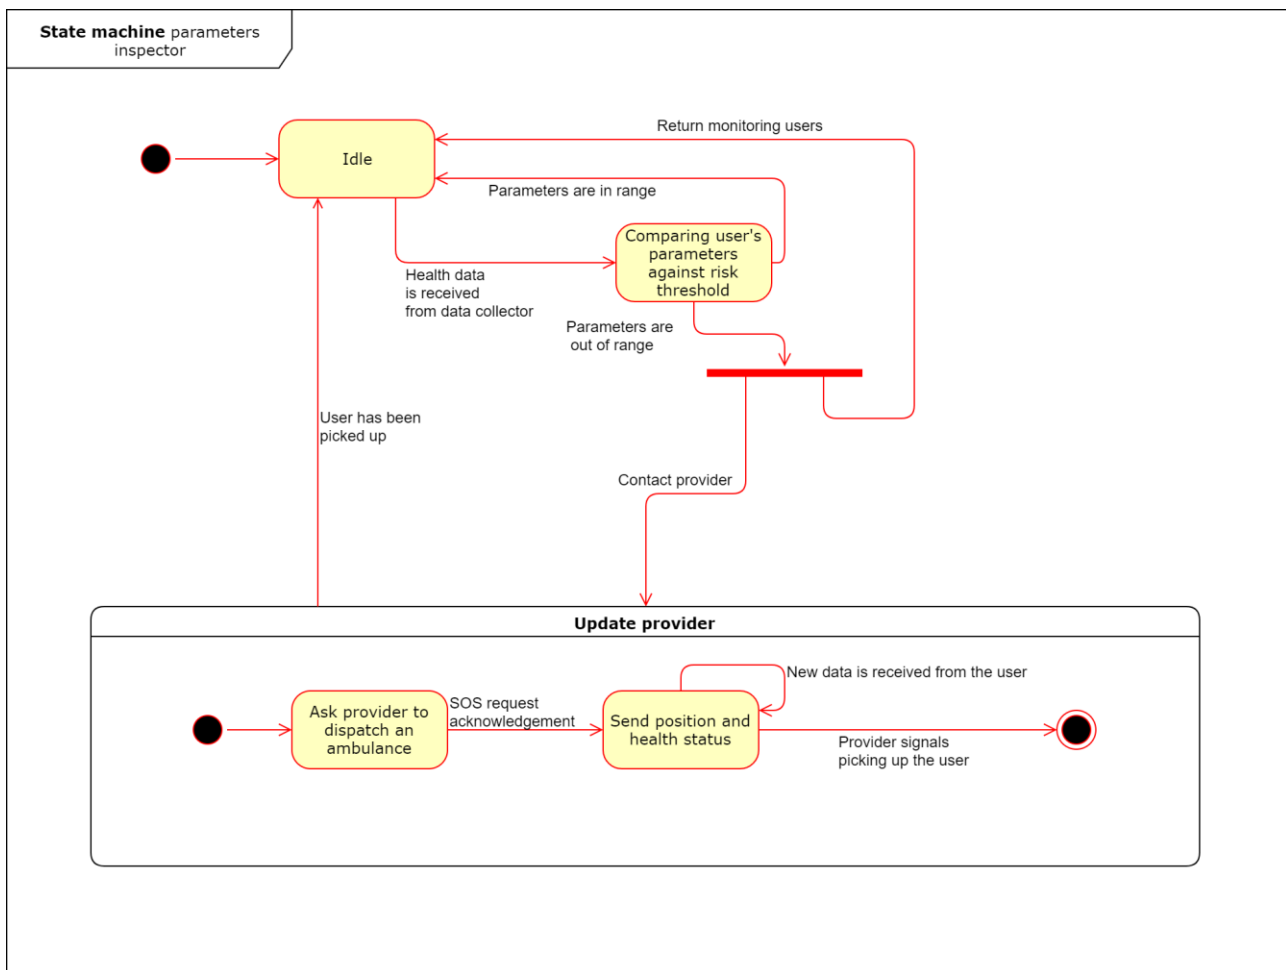 State machine parameters
inspector
Return monitoring users
Idle
Parameters are in range
Comparing user's
parameters
against risk
threshold
Health data
is received
from data collector
Parameters are
out of range
User has been
picked up
Contact provider
Update provider
New data is received from the user
SOS request
acknowledgement
Ask provider to
dispatch an
ambulance
Send position and
health status
Provider signals
picking up the user